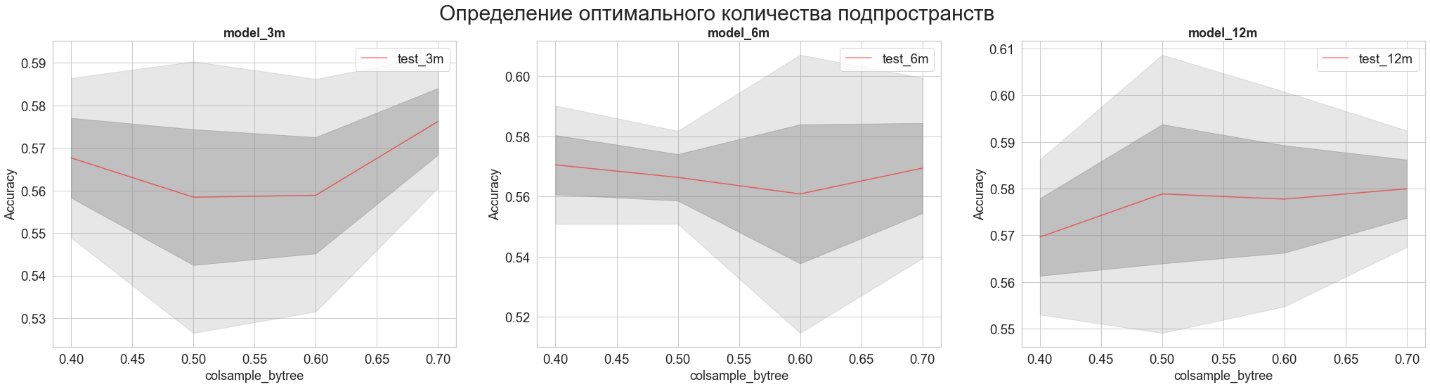 Определение оптимального количества подпространств
model_3m
test_3m
0.59
0.58
0.57
0.56
0.55
0.54
0.53
Accuracy
0.40 0.45 0.50 0.55 0.60 0.65 0.70
colsample_bytree
model_6m
test_6m
0.60
0.58
0.56
0.54
0.52
Accuracy
0.40 0.45 0.50 0.55 0.60 0.65 0.70
colsample_bytree
model_12m
test_12m
0.61
0.60
0.59
0.58
0.57
0.56
0.55
Accuracy
0.40 0.45 0.50 0.55 0.60 0.65 0.70
colsample_bytree